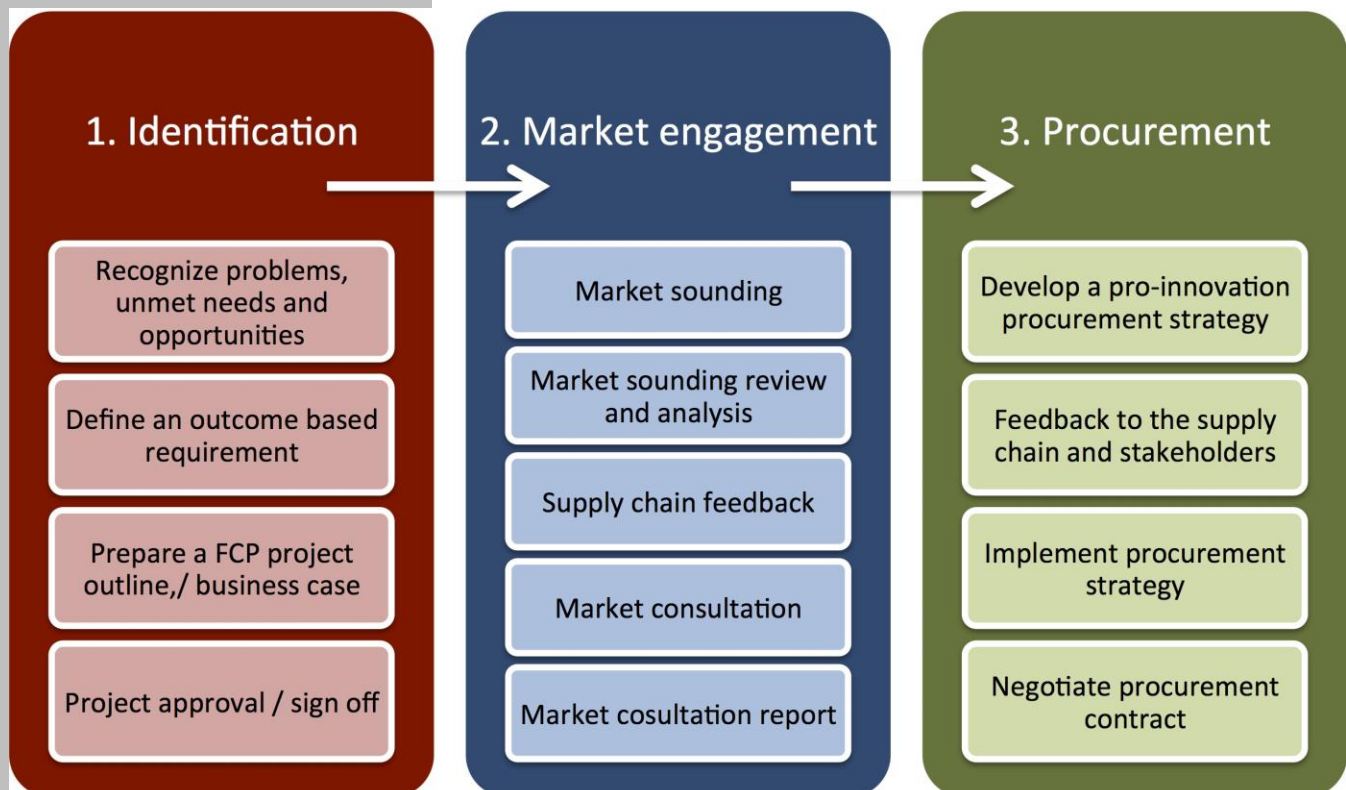 1. Identification
Recognize problems,
unmet needs and
opportunities
Define an outcome based
requirement
Prepare a FCP project
outline,/ business case
Project approval / sign off
2. Market engagement
Market sounding
Market sounding review
and analysis
Supply chain feedback
Market consultation
Market cosultation report
3. Procurement
Develop a pro-innovation
procurement strategy
Feedback to the supply
chain and stakeholders
Implement procurement
strategy
Negotiate procurement
contract